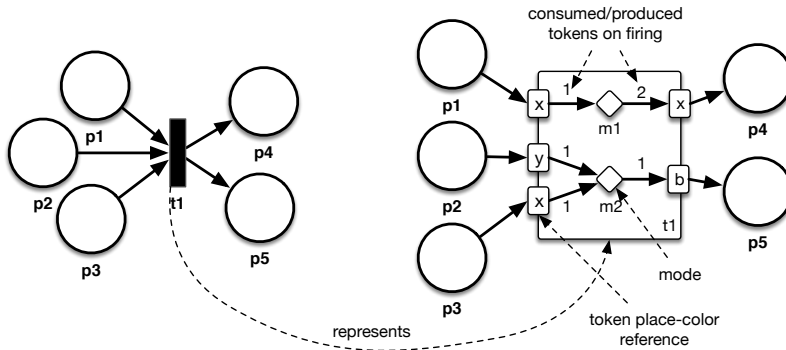 consumed/produced
tokens on firing
p1
p2
p3
t1
p4
p5
represents
p1
x
1
m1
2
x
p4
p2
y
1
p3
x
1
m2
1
b
p5
t1
mode
token place-color
reference